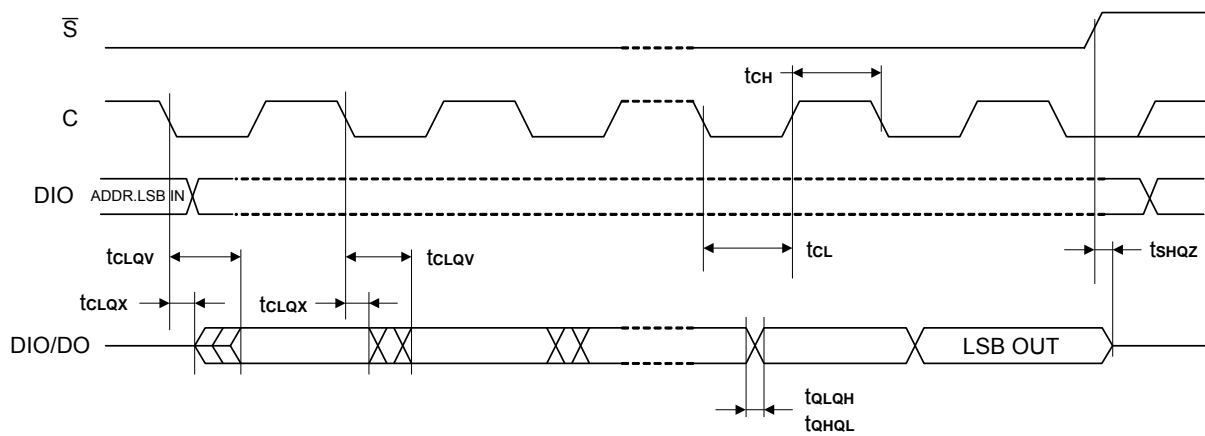 S̅
tCH
C
DIO ADDR.LSB IN
tCLQV tCLQV tCL tSHQZ
tCLQX tCLQX
DIO/DO LSB OUT
tQLQH
tQHQL